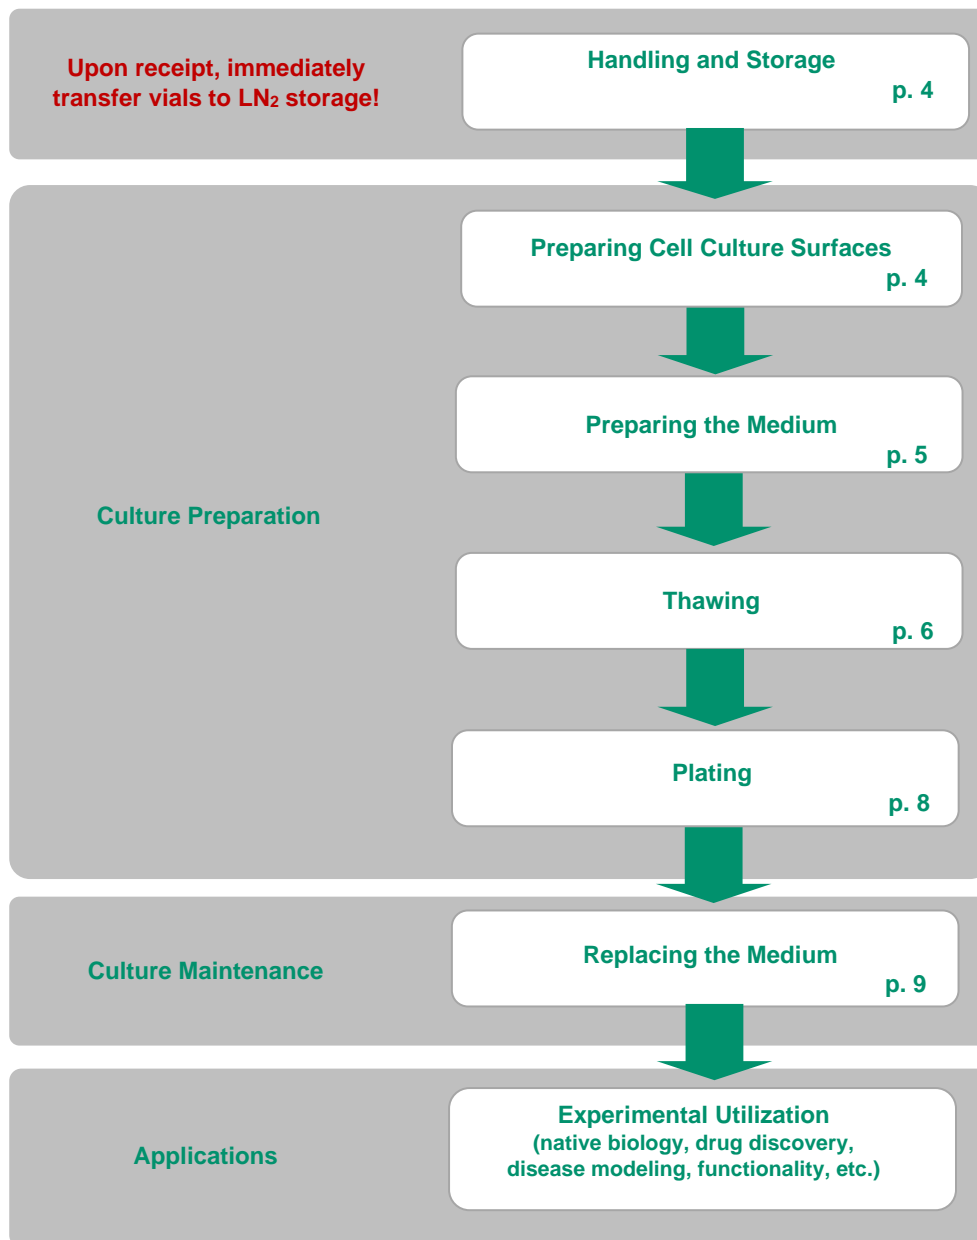 Upon receipt, immediately
transfer vials to LN₂ storage!
Handling and Storage
p. 4
Preparing Cell Culture Surfaces
p. 4
Preparing the Medium
p. 5
Culture Preparation
Thawing
p. 6
Plating
p. 8
Culture Maintenance
Replacing the Medium
p. 9
Applications
Experimental Utilization
(native biology, drug discovery,
disease modeling, functionality, etc.)